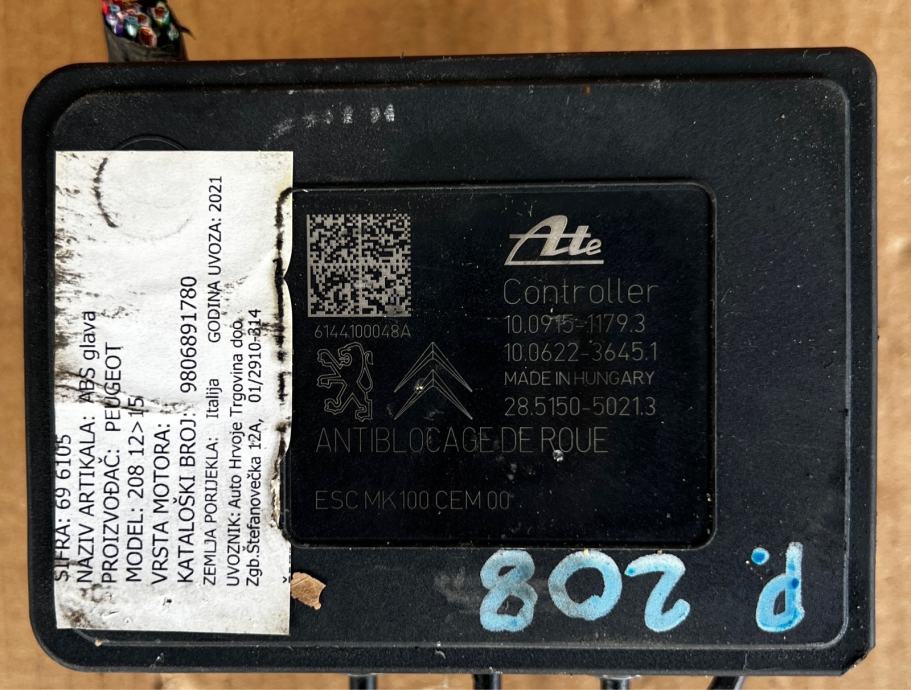 ŠIFRA: 69 6105
NAZIV ARTIKALA: ABS glava
PROIZVOĐAČ: PEUGEOT
MODEL: 208 12>15
VRSTA MOTORA:
KATALOŠKI BROJ: 9806891780
ZEMLJA PORIJEKLA: Italija GODINA UVOZA: 2021
UVOZNIK: Auto Hrvoje Trgovina doo
Zgb.Štefanovečka 12A, 01/2910-314
Ate
Controller
10.0915-1179.3
10.0622-3645.1
MADE IN HUNGARY
28.5150-5021.3
6144100048A
ANTIBLOCAGE DE ROUE
ESC MK100 CEM 00
P. 208